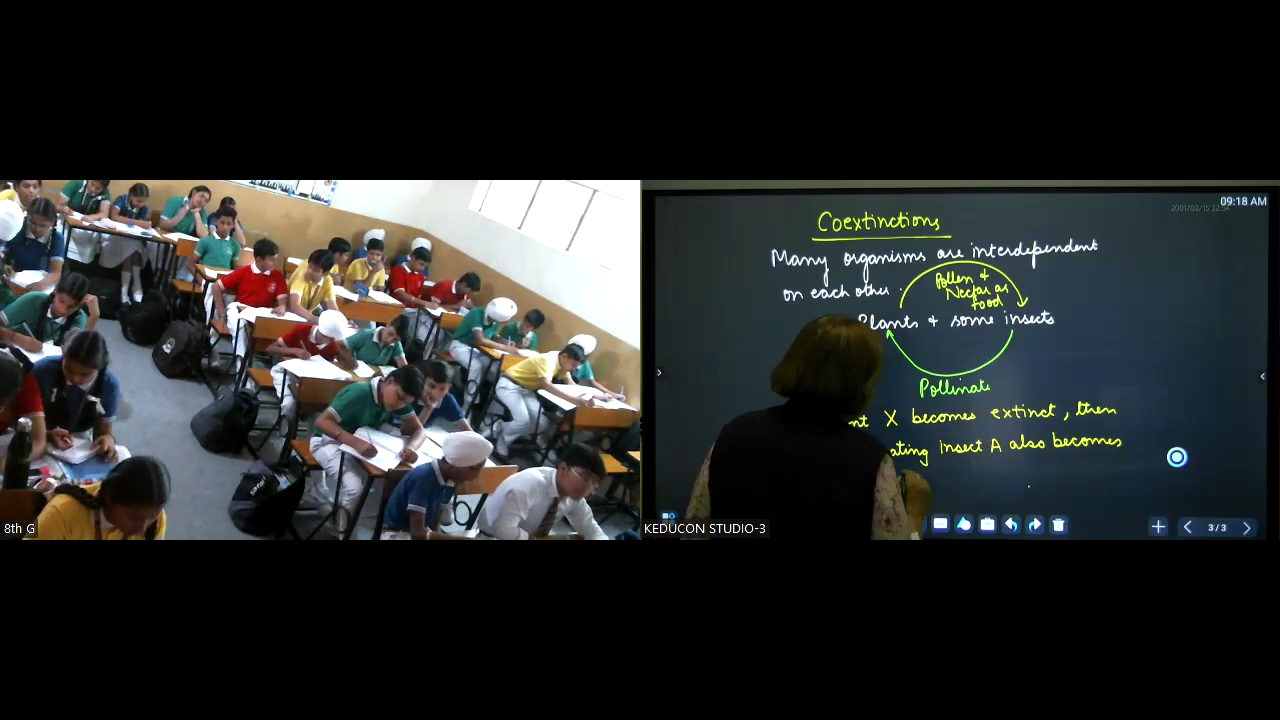 8th G
09:18 AM
Coextinctions
Many organisms are interdependent
on each other.
Pollen &
Nectar as
food
Plants + some insects
Pollinate
X becomes extinct, then
insect A also becomes
KEDUCON STUDIO-3
3/3